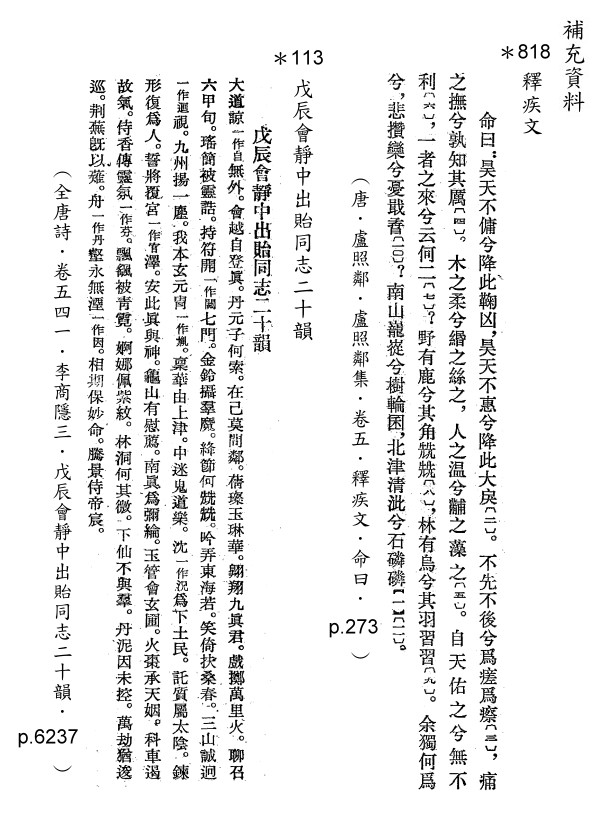 補充資料
＊818
釋疾文
命曰：昊天不傭兮降此鞠凶，昊天不惠兮降此大戾〔二〕。不先不後兮爲瘥爲瘵〔三〕，痛
之撫兮孰知其厲〔四〕。木之柔兮緡之絲之，人之温兮黼之藻之〔五〕。自天佑之兮無不
利〔六〕，一者之來兮云何二〔七〕？野有鹿兮其角兟兟〔八〕，林有烏兮其羽習習〔九〕。余獨何爲
兮，悲攢欒兮憂戢孴〔一〇〕？南山巃嵸兮樹輪囷，北津清泚兮石磷磷【一】〔一一〕。
（唐．盧照鄰．盧照鄰集．卷五．釋疾文．命曰．
p.273
）
＊113
戊辰會靜中出貽同志二十韻
戊辰會靜中出貽同志二十韻
大道諒一作自無外。會越自登眞。丹元子何索。在己莫問鄰。蒨璨玉琳華。翱翔九眞君。戲擲萬里火。聊召
六甲旬。瑤簡被靈誥。持符開一作闢七門。金鈴攝羣魔。絳節何兟兟。吟弄東海若。笑倚扶桑春。三山誠迥
一作迴視。九州揚一塵。我本玄元胄一作胤。稟華由上津。中迷鬼道樂。沈一作況爲下土民。託質屬太陰。鍊
形復爲人。誓將覆宮一作官澤。安此眞與神。龜山有慰薦。南眞爲彌綸。玉管會玄圃。火棗承天姻。科車遏
故氣。侍香傳靈氛一作芬。飄飖被青霓。婀娜佩紫紋。林洞何其微。下仙不與羣。丹泥因未控。萬劫猶逡
巡。荆蕪旣以薙。舟一作丹壑永無湮一作因。相期保妙命。騰景侍帝宸。
（全唐詩．卷五四一．李商隱三．戊辰會靜中出貽同志二十韻．
p.6237
）